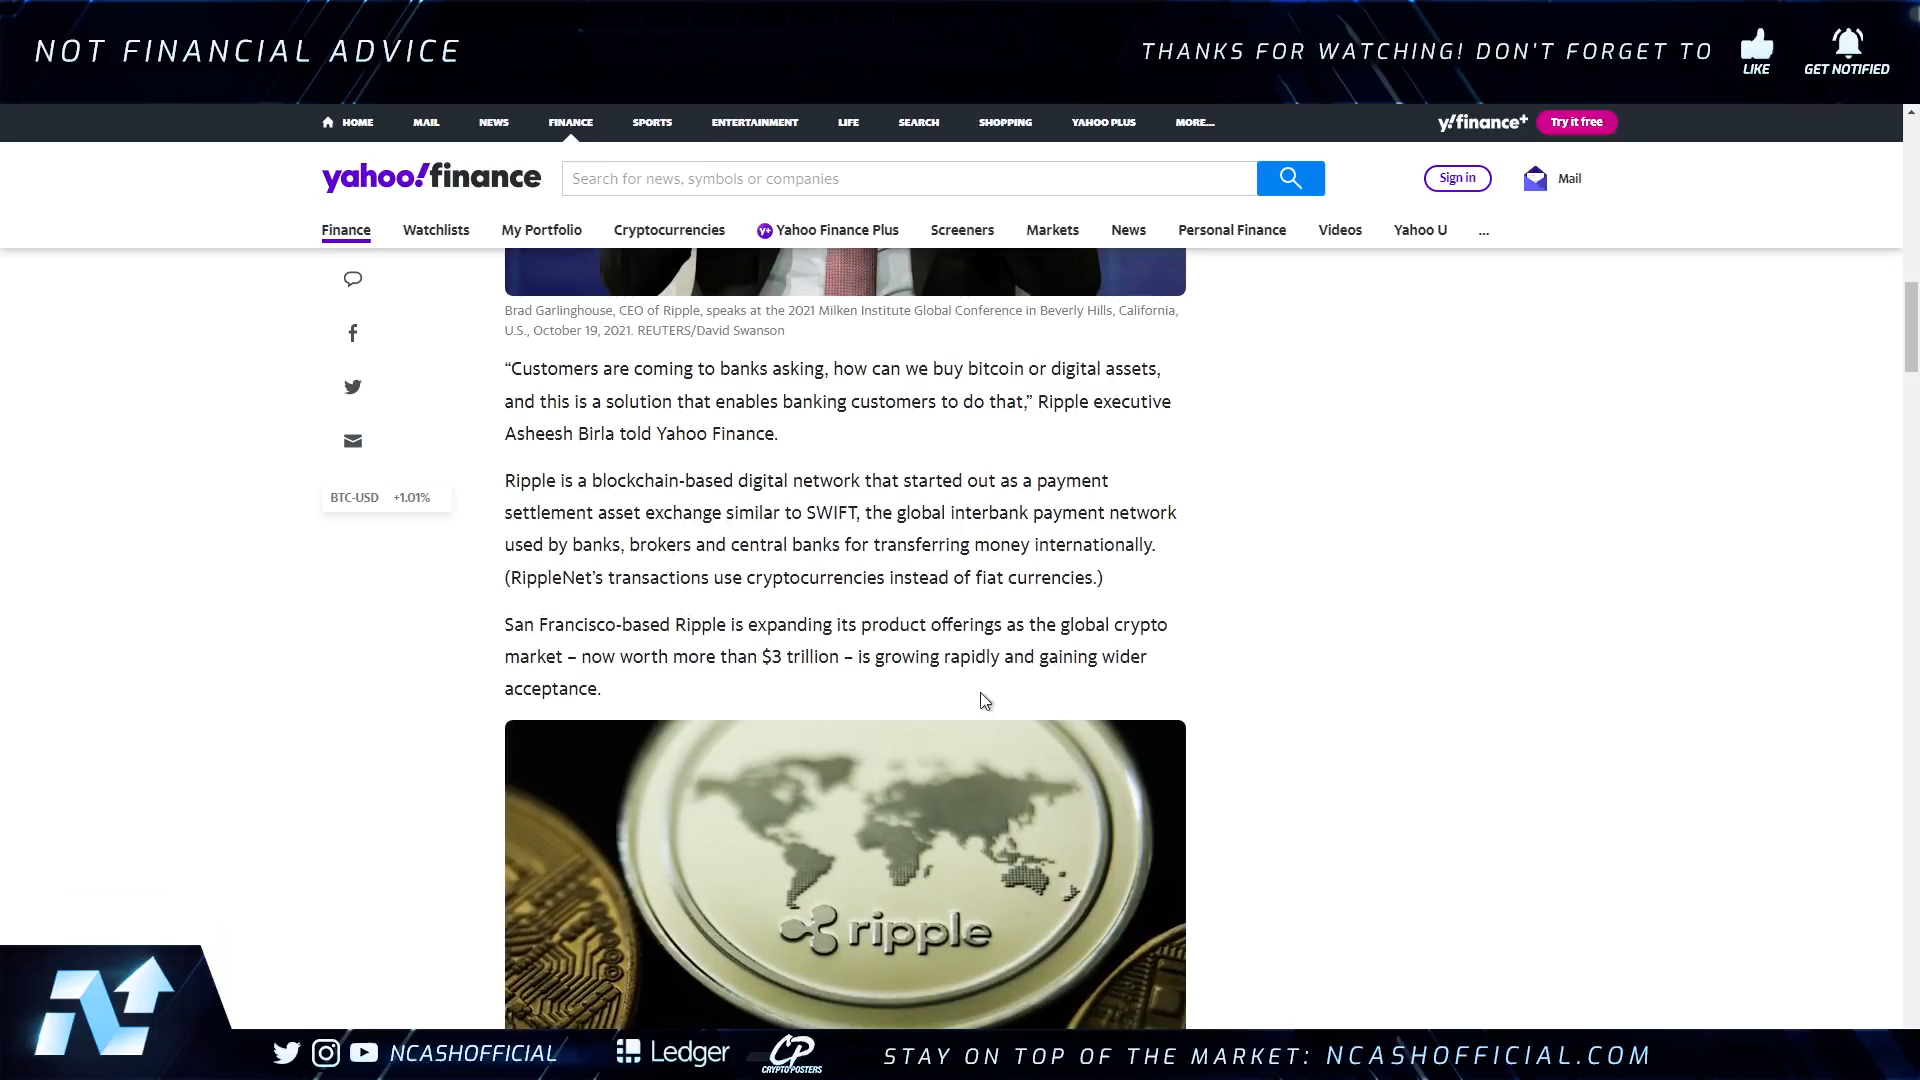 NOT FINANCIAL ADVICE
THANKS FOR WATCHING! DON'T FORGET TO
LIKE
GET NOTIFIED
HOME MAIL NEWS FINANCE SPORTS ENTERTAINMENT LIFE SEARCH SHOPPING YAHOO PLUS MORE...
y!finance+ Try it free
yahoo!finance
Search for news, symbols or companies
Sign in
Mail
Finance Watchlists My Portfolio Cryptocurrencies y+ Yahoo Finance Plus Screeners Markets News Personal Finance Videos Yahoo U ...
Brad Garlinghouse, CEO of Ripple, speaks at the 2021 Milken Institute Global Conference in Beverly Hills, California,
U.S., October 19, 2021. REUTERS/David Swanson
“Customers are coming to banks asking, how can we buy bitcoin or digital assets,
and this is a solution that enables banking customers to do that,” Ripple executive
Asheesh Birla told Yahoo Finance.
BTC-USD +1.01%
Ripple is a blockchain-based digital network that started out as a payment
settlement asset exchange similar to SWIFT, the global interbank payment network
used by banks, brokers and central banks for transferring money internationally.
(RippleNet’s transactions use cryptocurrencies instead of fiat currencies.)
San Francisco-based Ripple is expanding its product offerings as the global crypto
market – now worth more than $3 trillion – is growing rapidly and gaining wider
acceptance.
ripple
NCASHOFFICIAL
Ledger
CP
CRYPTO POSTERS
STAY ON TOP OF THE MARKET: NCASHOFFICIAL.COM